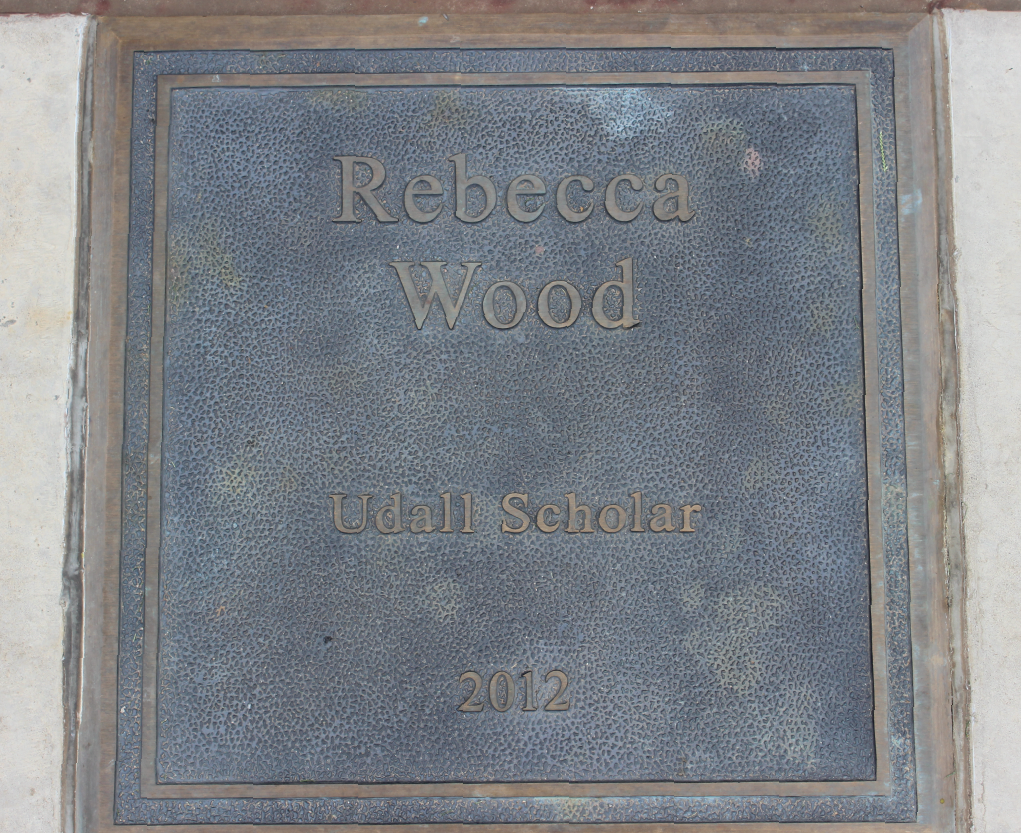 Rebecca
Wood
Udall Scholar
2012